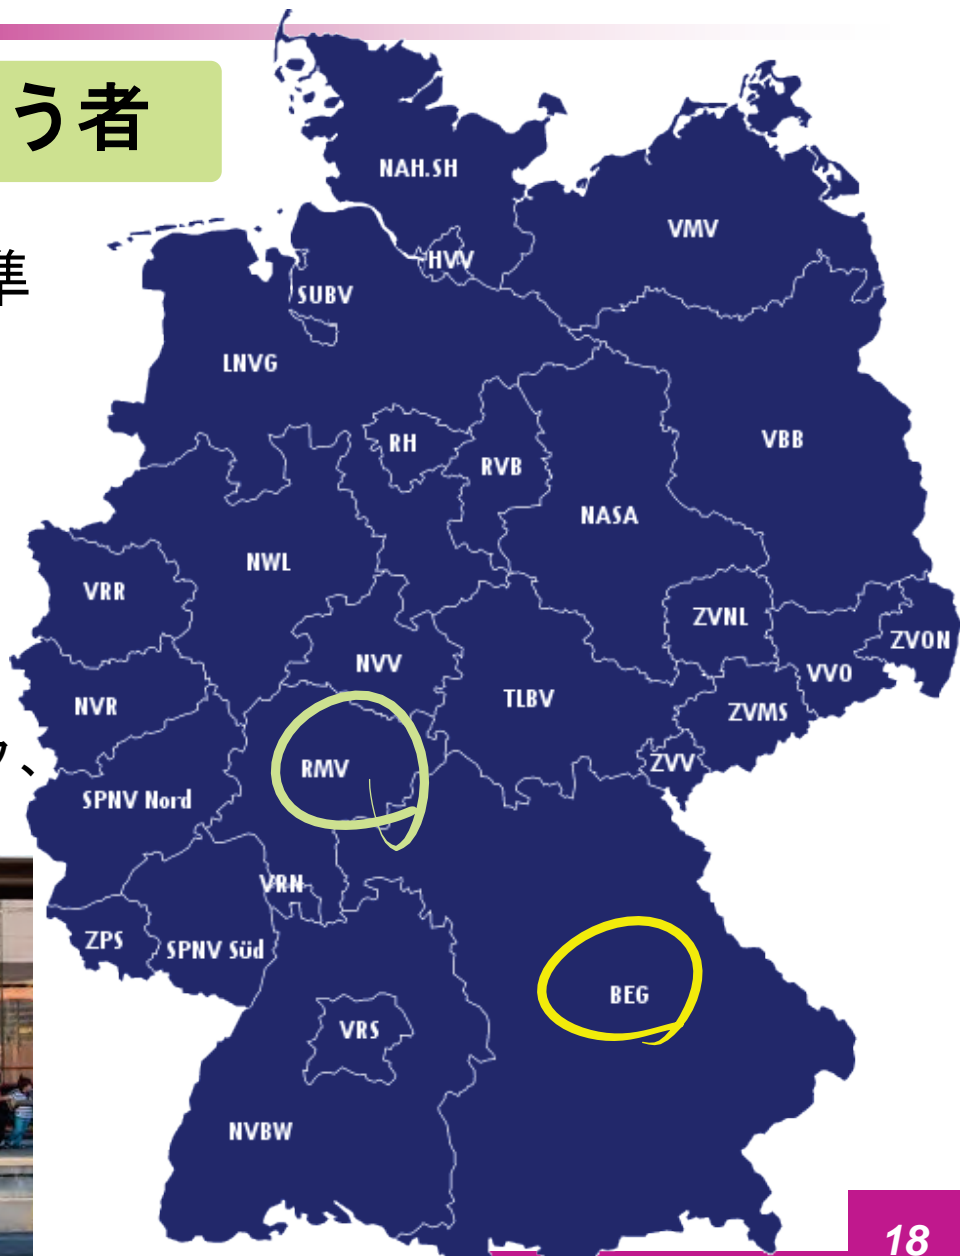 う者
準
ク、
NAH.SH
VMV
HVV
SUBV
LNVG
RH
RVB
VBB
NASA
NWL
VRR
ZVNL
ZVON
NVV
VVO
NVR
TLBV
ZVMS
RMV
ZVV
SPNV Nord
VRN
ZPS
SPNV Süd
BEG
VRS
NVBW
18